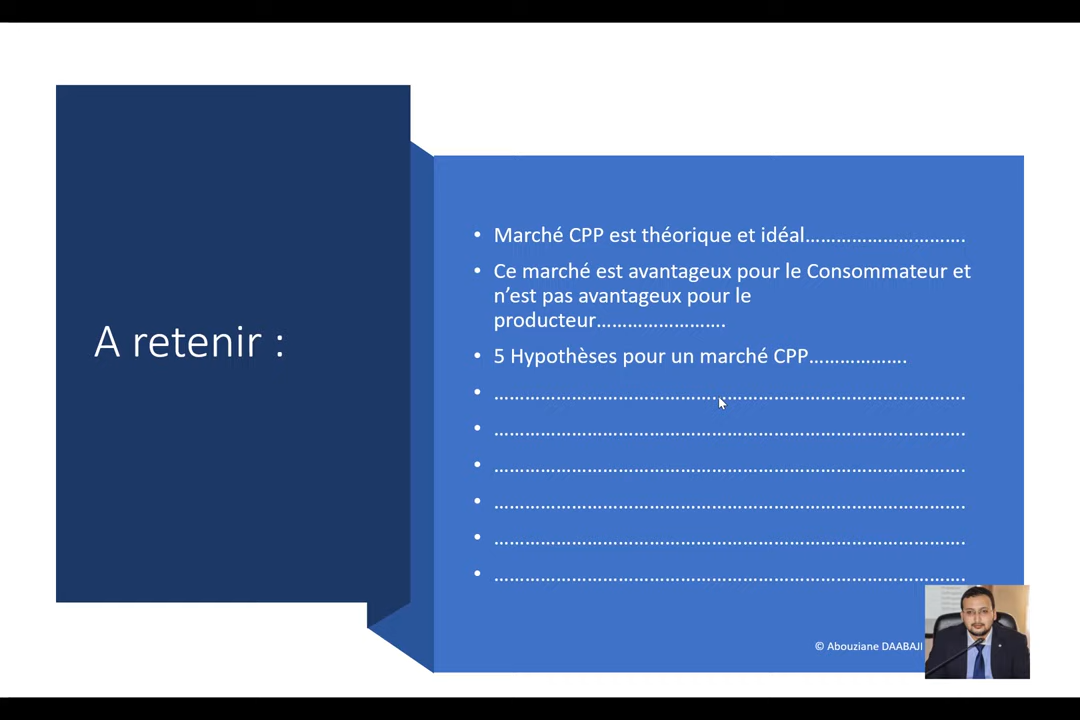 A retenir :
• Marché CPP est théorique et idéal………………………….
• Ce marché est avantageux pour le Consommateur et
n’est pas avantageux pour le
producteur…………………….
• 5 Hypothèses pour un marché CPP……………….
• ……………………………………………………………………………….
• ……………………………………………………………………………….
• ……………………………………………………………………………….
• ……………………………………………………………………………….
• ……………………………………………………………………………….
• ……………………………………………………………………………….
© Abouziane DAABAJI